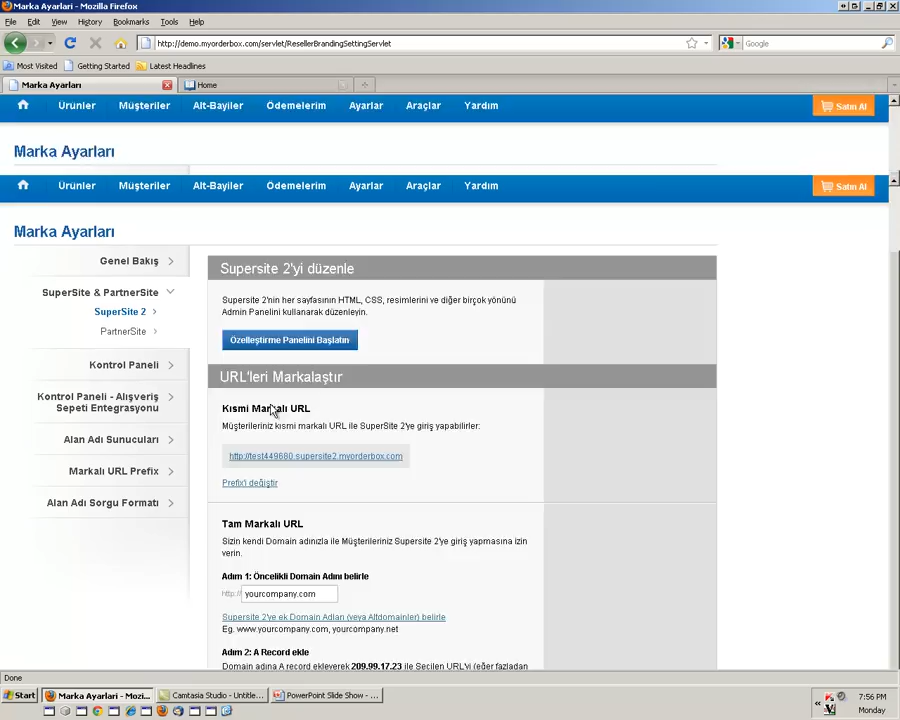 Marka Ayarlari - Mozilla Firefox
File Edit View History Bookmarks Tools Help
http://demo.myorderbox.com/servlet/ResellerBrandingSettingServlet
Google
Most Visited Getting Started Latest Headlines
Marka Ayarları
Home
Ürünler Müşteriler Alt-Bayiler Ödemelerim Ayarlar Araçlar Yardım Satın Al
Marka Ayarları
Ürünler Müşteriler Alt-Bayiler Ödemelerim Ayarlar Araçlar Yardım Satın Al
Marka Ayarları
Genel Bakış
SuperSite & PartnerSite
SuperSite 2
PartnerSite
Kontrol Paneli
Kontrol Paneli - Alışveriş
Sepeti Entegrasyonu
Alan Adı Sunucuları
Markalı URL Prefix
Alan Adı Sorgu Formatı
Supersite 2'yi düzenle
Supersite 2'nin her sayfasının HTML, CSS, resimlerini ve diğer birçok yönünü
Admin Panelini kullanarak düzenleyin.
Özelleştirme Panelini Başlatın
URL'leri Markalaştır
Kısmi Markalı URL
Müşterileriniz kısmi markalı URL ile SuperSite 2'ye giriş yapabilirler:
http://test449680.supersite2.myorderbox.com
Prefix'i değiştir
Tam Markalı URL
Sizin kendi Domain adınızla ile Müşterileriniz Supersite 2'ye giriş yapmasına izin
verin.
Adım 1: Öncelikli Domain Adını belirle
http:// yourcompany.com
Supersite 2'ye ek Domain Adları (veya Altdomainler) belirle
Eg. www.yourcompany.com, yourcompany.net
Adım 2: A Record ekle
Domain adına A record ekleyerek 209.99.17.23 ile Seçilen URL'yi (eğer fazladan
Done
Start
Marka Ayarlari - Mozi...
Camtasia Studio - Untitle...
PowerPoint Slide Show - ...
7:56 PM
Monday